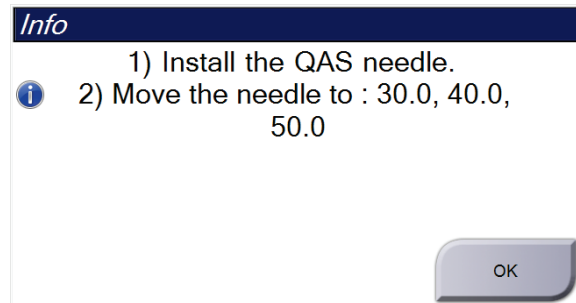 Info
1) Install the QAS needle.
2) Move the needle to : 30.0, 40.0,
50.0
OK